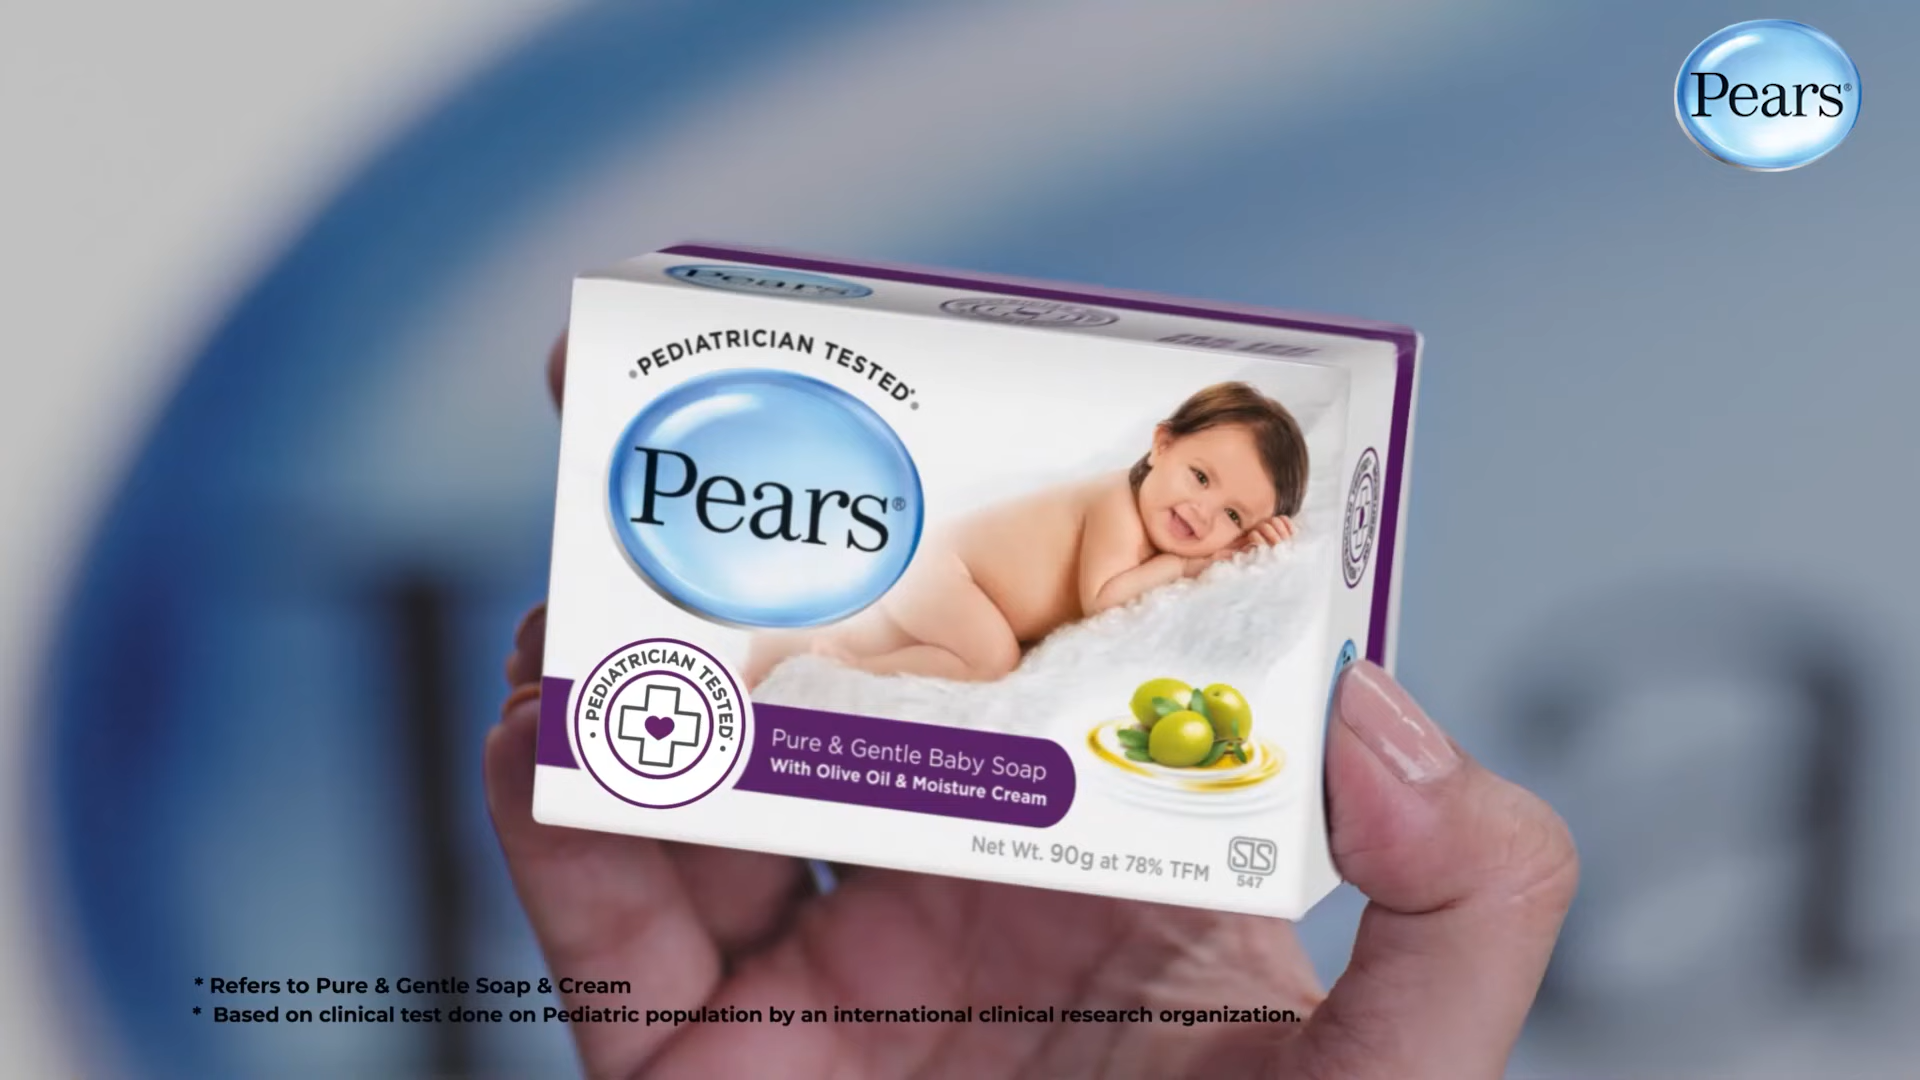 Pears®
Pears
·PEDIATRICIAN TESTED*·
Pears®
· PEDIATRICIAN TESTED* ·
Pure & Gentle Baby Soap
With Olive Oil & Moisture Cream
Net Wt. 90g at 78% TFM
SLS
547
* Refers to Pure & Gentle Soap & Cream
* Based on clinical test done on Pediatric population by an international clinical research organization.